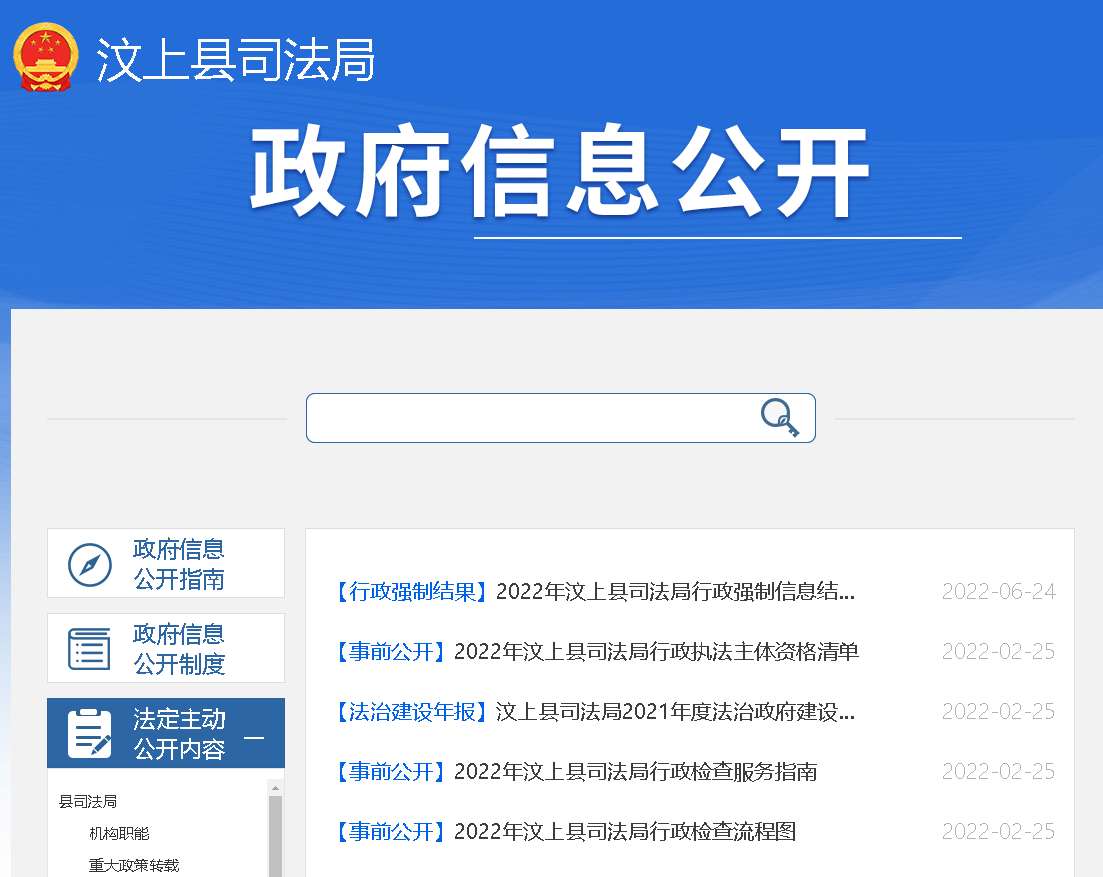 汶上县司法局
政府信息公开
政府信息
公开指南
政府信息
公开制度
法定主动
公开内容
县司法局
机构职能
重大政策转载
【行政强制结果】2022年汶上县司法局行政强制信息结... 2022-06-24
【事前公开】2022年汶上县司法局行政执法主体资格清单 2022-02-25
【法治建设年报】汶上县司法局2021年度法治政府建设... 2022-02-25
【事前公开】2022年汶上县司法局行政检查服务指南 2022-02-25
【事前公开】2022年汶上县司法局行政检查流程图 2022-02-25